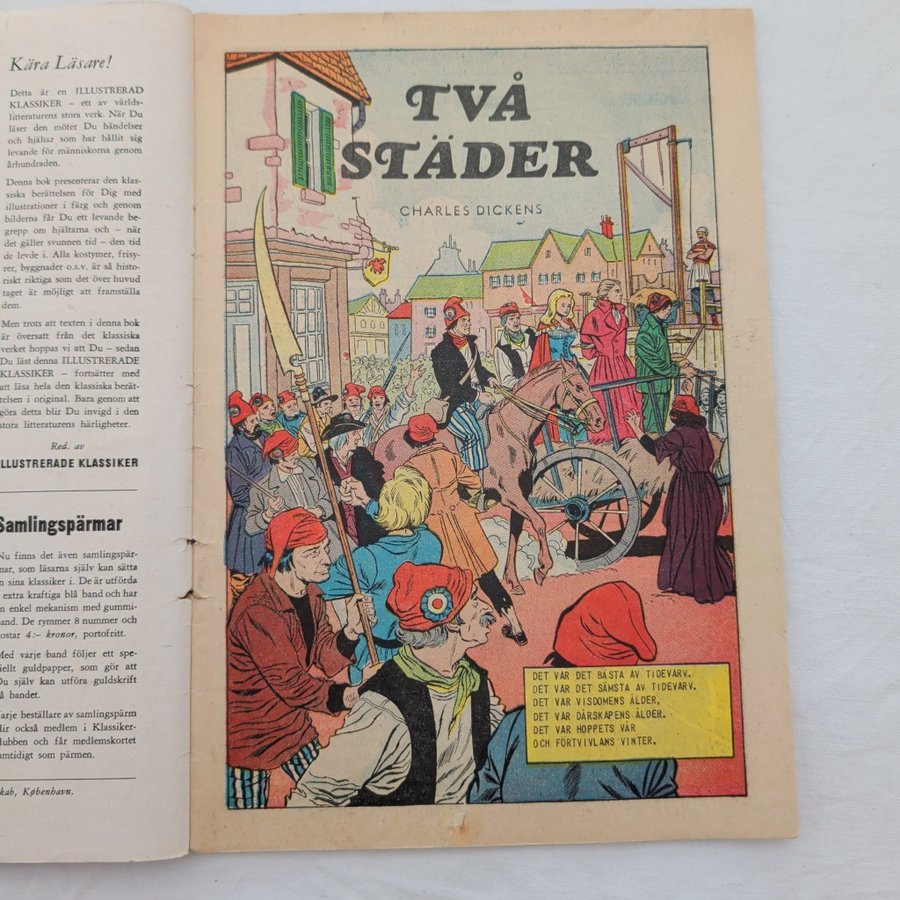 Kära Läsare!
Detta är en ILLUSTRERAD
KLASSIKER – ett av världs-
litteraturens stora verk. När Du
läser den möter Du händelser
och hjältar som har hållit sig
levande för människorna genom
århundraden.
Denna bok presenterar den klas-
siska berättelsen för Dig med
illustrationer i färg och genom
bilderna får Du ett levande be-
grepp om hjältarna och – när
det gäller svunnen tid – den tid
de levde i. Alla kostymer, frisy-
rer, byggnader o.s.v. är så histo-
riskt riktiga som det över huvud
taget är möjligt att framställa
dem.
Men trots att texten i denna bok
är översatt från det klassiska
verket hoppas vi att Du – sedan
Du läst denna ILLUSTRERADE
KLASSIKER – fortsätter med
att läsa hela den klassiska berät-
telsen i original. Bara genom att
göra detta blir Du invigd i den
stora litteraturens härligheter.
Red. av
ILLUSTRERADE KLASSIKER
Samlingspärmar
Nu finns det även samlingspär-
mar, som läsarna själv kan sätta
n sina klassiker i. De är utförda
extra kraftiga blå band och har
n enkel mekanism med gummi-
and. De rymmer 8 nummer och
ostar 4:– kronor, portofritt.
Med varje band följer ett spe-
iellt guldpapper, som gör att
Du själv kan utföra guldskrift
å bandet.
arje beställare av samlingspärm
lir också medlem i Klassiker-
lubben och får medlemskortet
amtidigt som pärmen.
kab, København.
TVÅ
STÄDER
CHARLES DICKENS
DET VAR DET BÄSTA AV TIDEVARV.
DET VAR DET SÄMSTA AV TIDEVARV.
DET VAR VISDOMENS ÅLDER,
DET VAR DÅRSKAPENS ÅLDER.
DET VAR HOPPETS VÅR
OCH FÖRTVIVLANS VINTER.